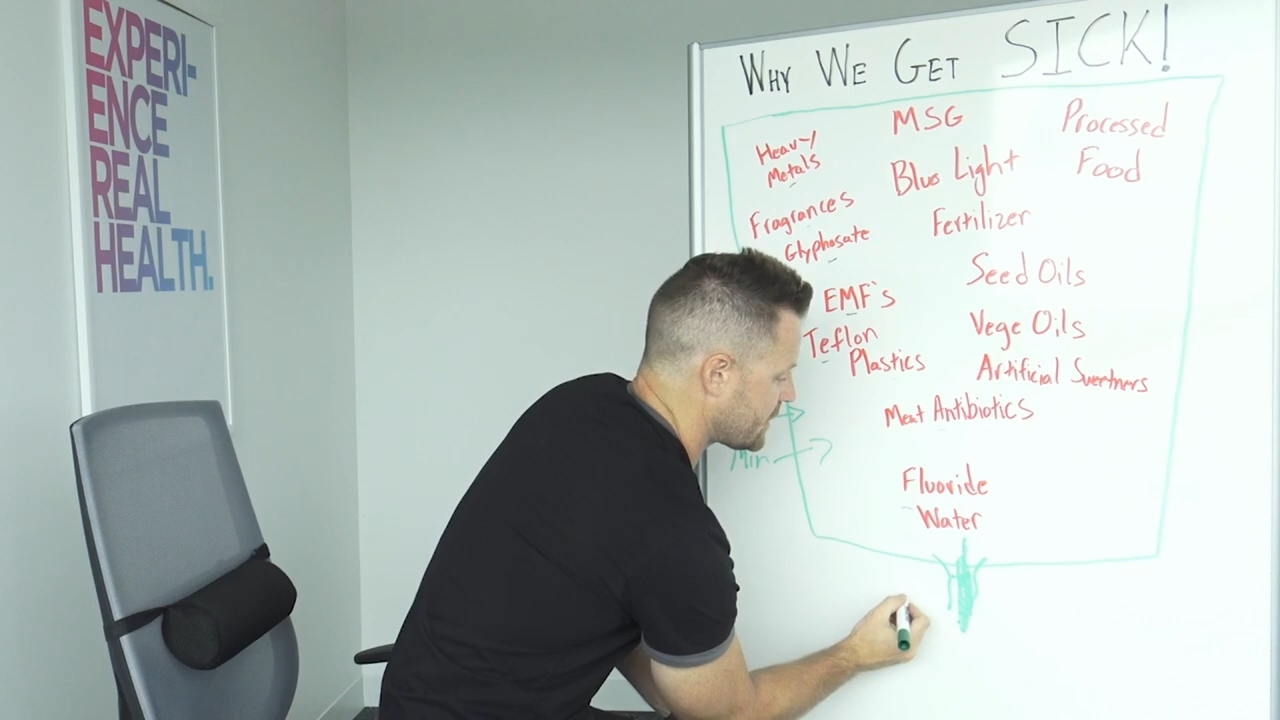 EXPERI-
ENCE
REAL
HEALTH.
WHY WE GET SICK!
Heavy
Metals
MSG
Processed
Food
Blue Light
Fragrances
Glyphosate
Fertilizer
Seed Oils
EMF's
Vege Oils
Teflon
Plastics
Artificial Sweetners
Meat Antibiotics
Min
Fluoride
Water